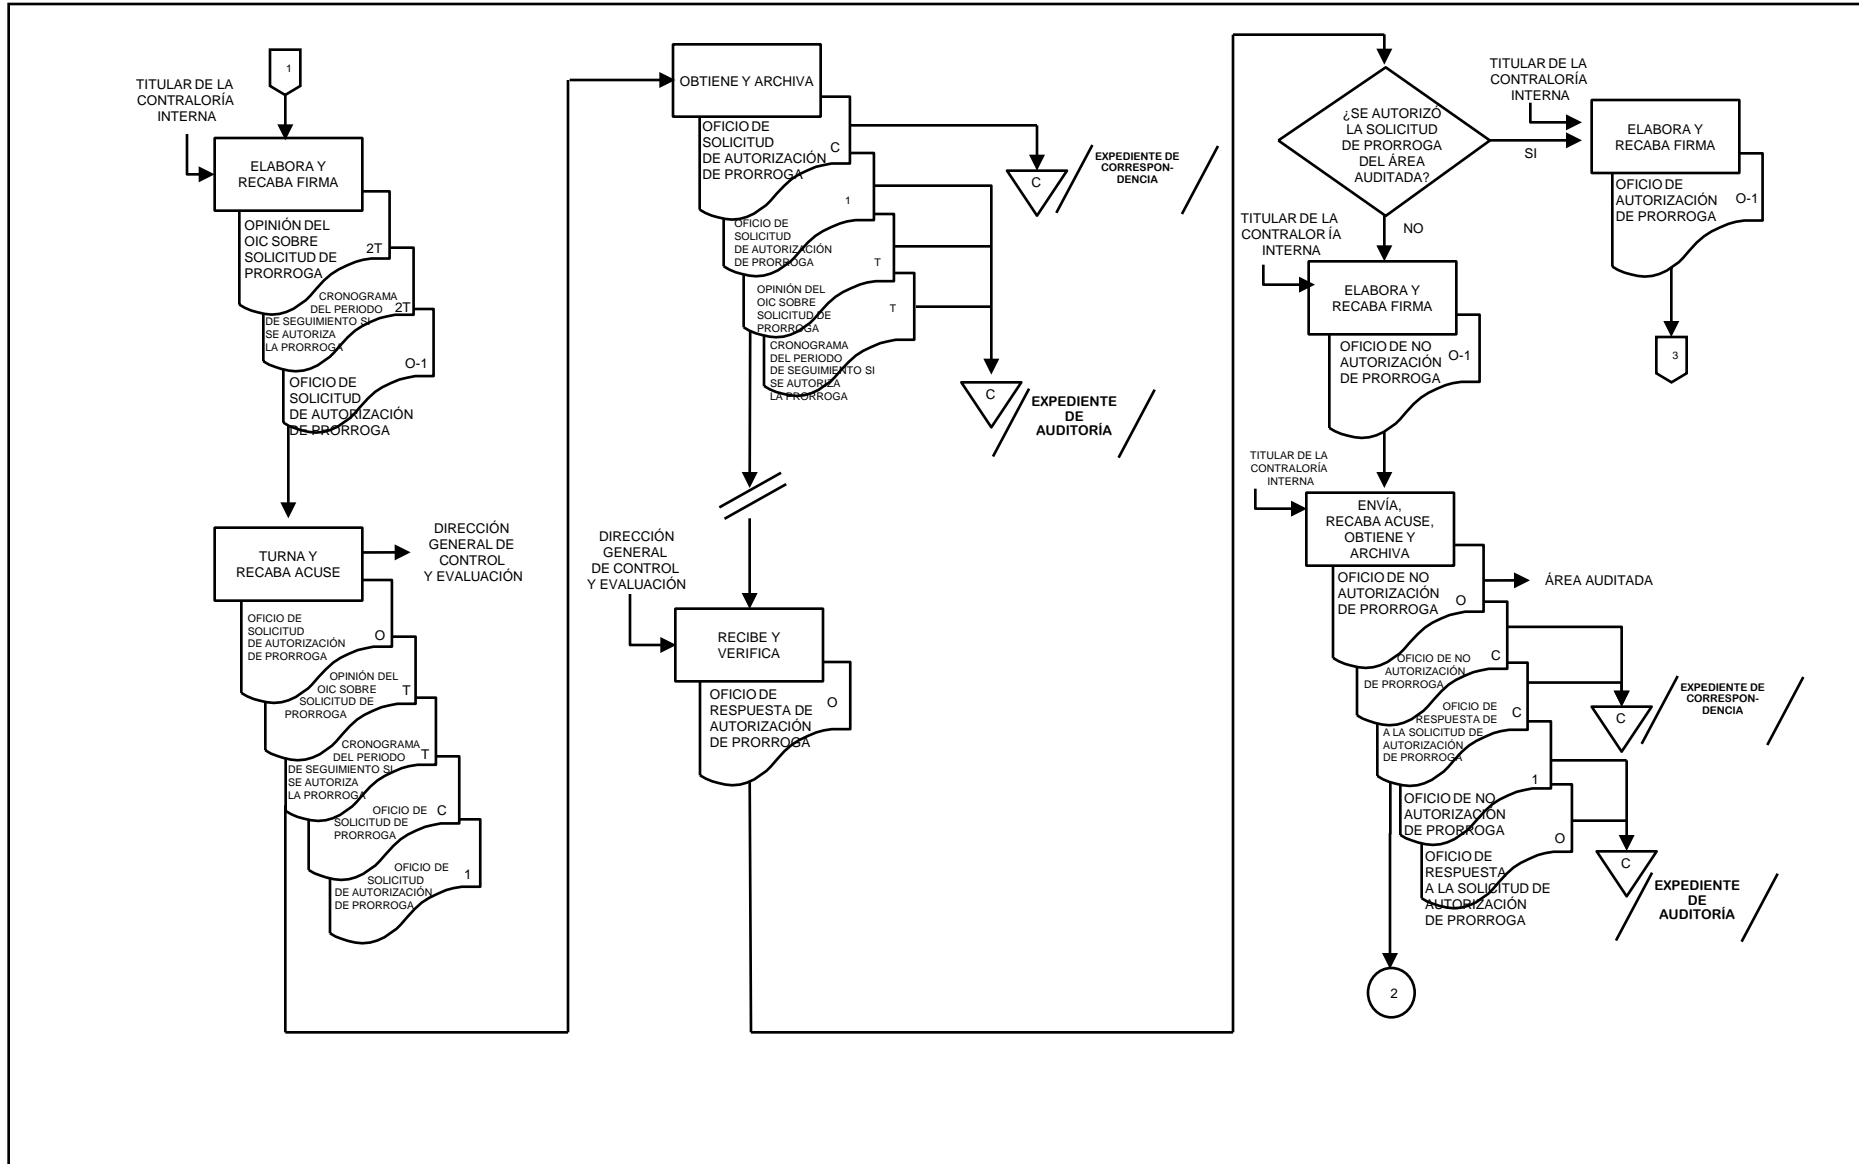 1
TITULAR DE LA
CONTRALORÍA
INTERNA
ELABORA Y
RECABA FIRMA
OPINIÓN DEL
OIC SOBRE
SOLICITUD DE
PRORROGA
2T
CRONOGRAMA
DEL PERIODO
DE SEGUIMIENTO SI
SE AUTORIZA
LA PRORROGA
2T
OFICIO DE
SOLICITUD
DE AUTORIZACIÓN
DE PRORROGA
O-1
TURNA Y
RECABA ACUSE
DIRECCIÓN
GENERAL DE
CONTROL
Y EVALUACIÓN
OFICIO DE
SOLICITUD
DE AUTORIZACIÓN
DE PRORROGA
O
OPINIÓN DEL
OIC SOBRE
SOLICITUD DE
PRORROGA
T
CRONOGRAMA
DEL PERIODO
DE SEGUIMIENTO SI
SE AUTORIZA
LA PRORROGA
T
OFICIO DE
SOLICITUD DE
PRORROGA
C
OFICIO DE
SOLICITUD
DE AUTORIZACIÓN
DE PRORROGA
1
OBTIENE Y ARCHIVA
OFICIO DE
SOLICITUD
DE AUTORIZACIÓN
DE PRORROGA
C
OFICIO DE
SOLICITUD
DE AUTORIZACIÓN
DE PRORROGA
1
OPINIÓN DEL
OIC SOBRE
SOLICITUD DE
PRORROGA
T
CRONOGRAMA
DEL PERIODO
DE SEGUIMIENTO SI
SE AUTORIZA
LA PRORROGA
T
C
EXPEDIENTE DE
CORRESPON-
DENCIA
C
EXPEDIENTE
DE
AUDITORÍA
DIRECCIÓN
GENERAL
DE CONTROL
Y EVALUACIÓN
RECIBE Y
VERIFICA
OFICIO DE
RESPUESTA DE
AUTORIZACIÓN
DE PRORROGA
O
¿SE AUTORIZÓ
LA SOLICITUD
DE PRORROGA
DEL ÁREA
AUDITADA?
SI
NO
TITULAR DE LA
CONTRALORÍA
INTERNA
ELABORA Y
RECABA FIRMA
OFICIO DE
AUTORIZACIÓN
DE PRORROGA
O-1
3
TITULAR DE LA
CONTRALOR ÍA
INTERNA
ELABORA Y
RECABA FIRMA
OFICIO DE NO
AUTORIZACIÓN
DE PRORROGA
O-1
TITULAR DE LA
CONTRALORÍA
INTERNA
ENVÍA,
RECABA ACUSE,
OBTIENE Y
ARCHIVA
OFICIO DE NO
AUTORIZACIÓN
DE PRORROGA
O
ÁREA AUDITADA
OFICIO DE NO
AUTORIZACIÓN
DE PRORROGA
C
OFICIO DE
RESPUESTA DE
A LA SOLICITUD DE
AUTORIZACIÓN
DE PRORROGA
C
C
EXPEDIENTE DE
CORRESPON-
DENCIA
OFICIO DE NO
AUTORIZACIÓN
DE PRORROGA
1
OFICIO DE
RESPUESTA
A LA SOLICITUD DE
AUTORIZACIÓN
DE PRORROGA
O
C
EXPEDIENTE
DE
AUDITORÍA
2